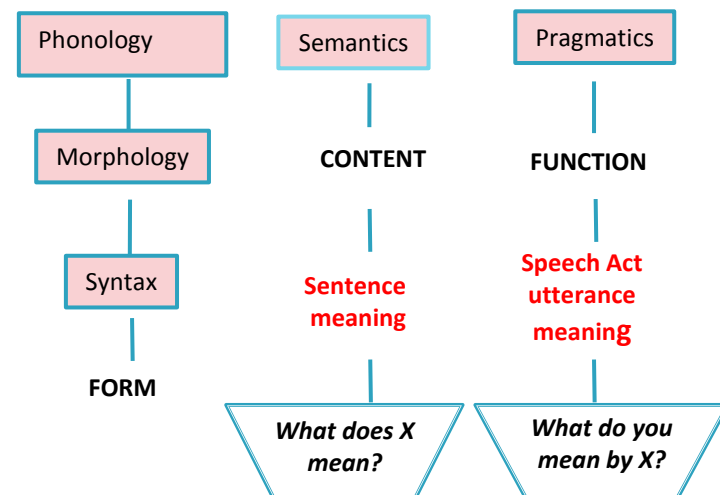 Phonology
Morphology
Syntax
FORM
Semantics
CONTENT
Sentence
meaning
What does X
mean?
Pragmatics
FUNCTION
Speech Act
utterance
meaning
What do you
mean by X?